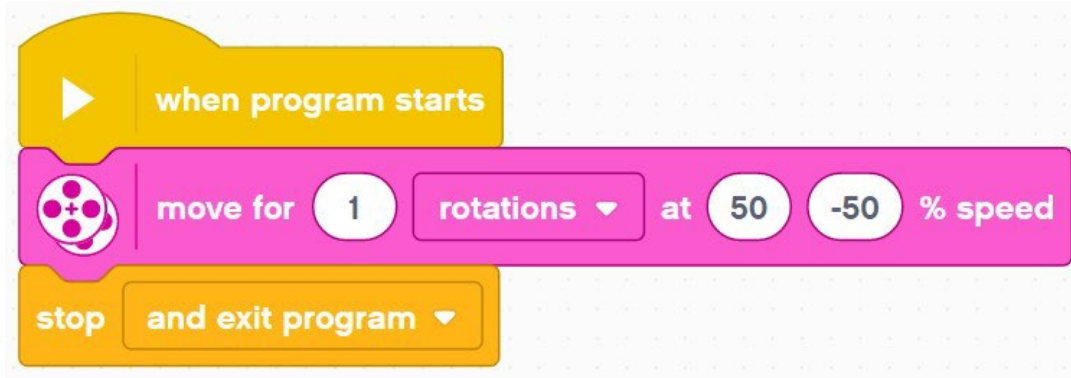 when program starts
move for 1 rotations at 50 -50 % speed
stop and exit program